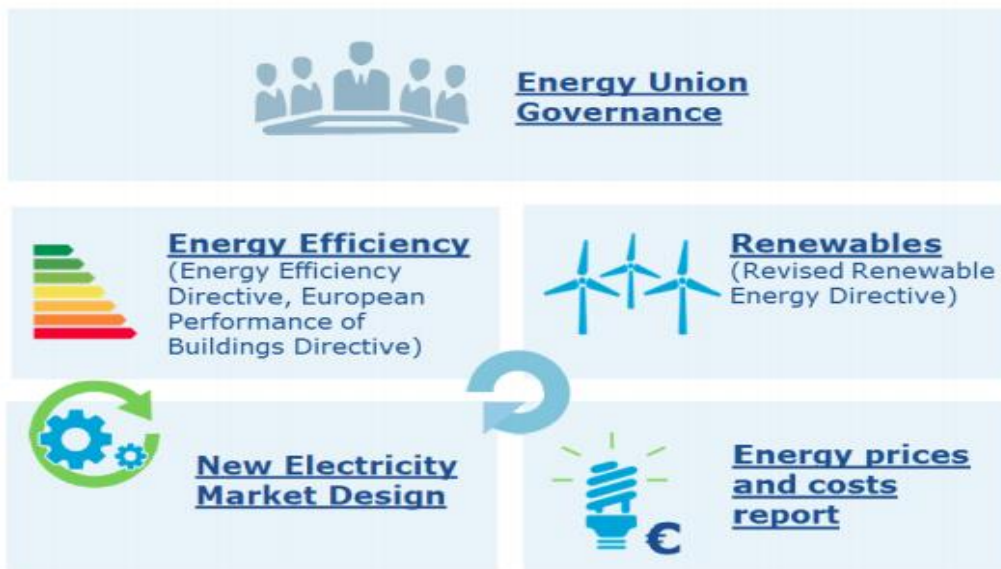 Energy Union
Governance
Energy Efficiency
(Energy Efficiency
Directive, European
Performance of
Buildings Directive)
Renewables
(Revised Renewable
Energy Directive)
New Electricity
Market Design
Energy prices
and costs
report
€